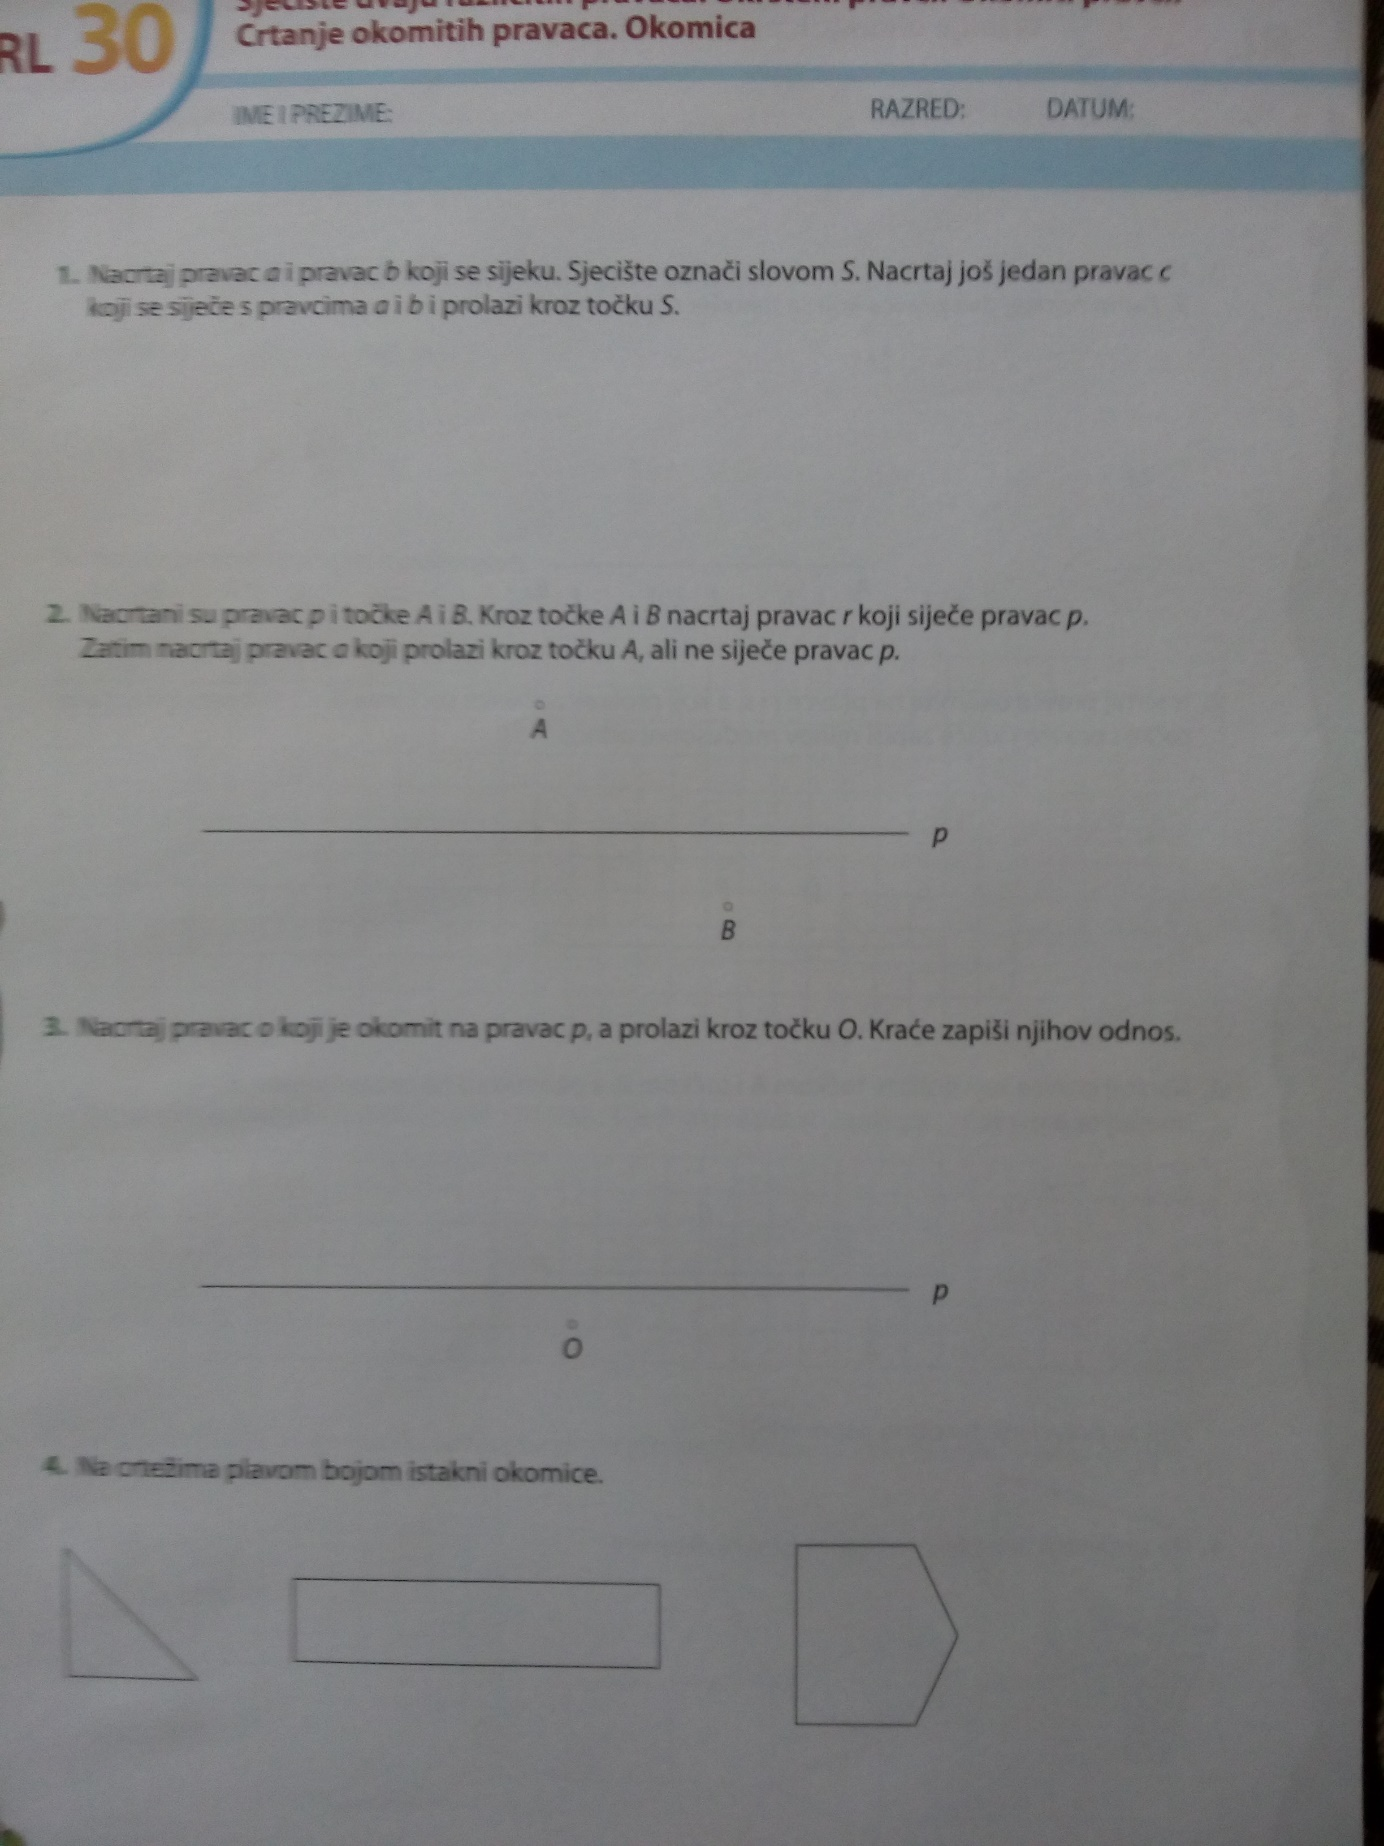 RL 30
Crtanje okomitih pravaca. Okomica
IME I PREZIME:
RAZRED:
DATUM:
1. Nacrtaj pravac a i pravac b koji se sijeku. Sjecište označi slovom S. Nacrtaj još jedan pravac c
koji se siječe s pravcima a i b i prolazi kroz točku S.
2. Nacrtani su pravac p i točke A i B. Kroz točke A i B nacrtaj pravac r koji siječe pravac p.
Zatim nacrtaj pravac a koji prolazi kroz točku A, ali ne siječe pravac p.
A
p
B
3. Nacrtaj pravac o koji je okomit na pravac p, a prolazi kroz točku O. Kraće zapiši njihov odnos.
p
O
4. Na crtežima plavom bojom istakni okomice.